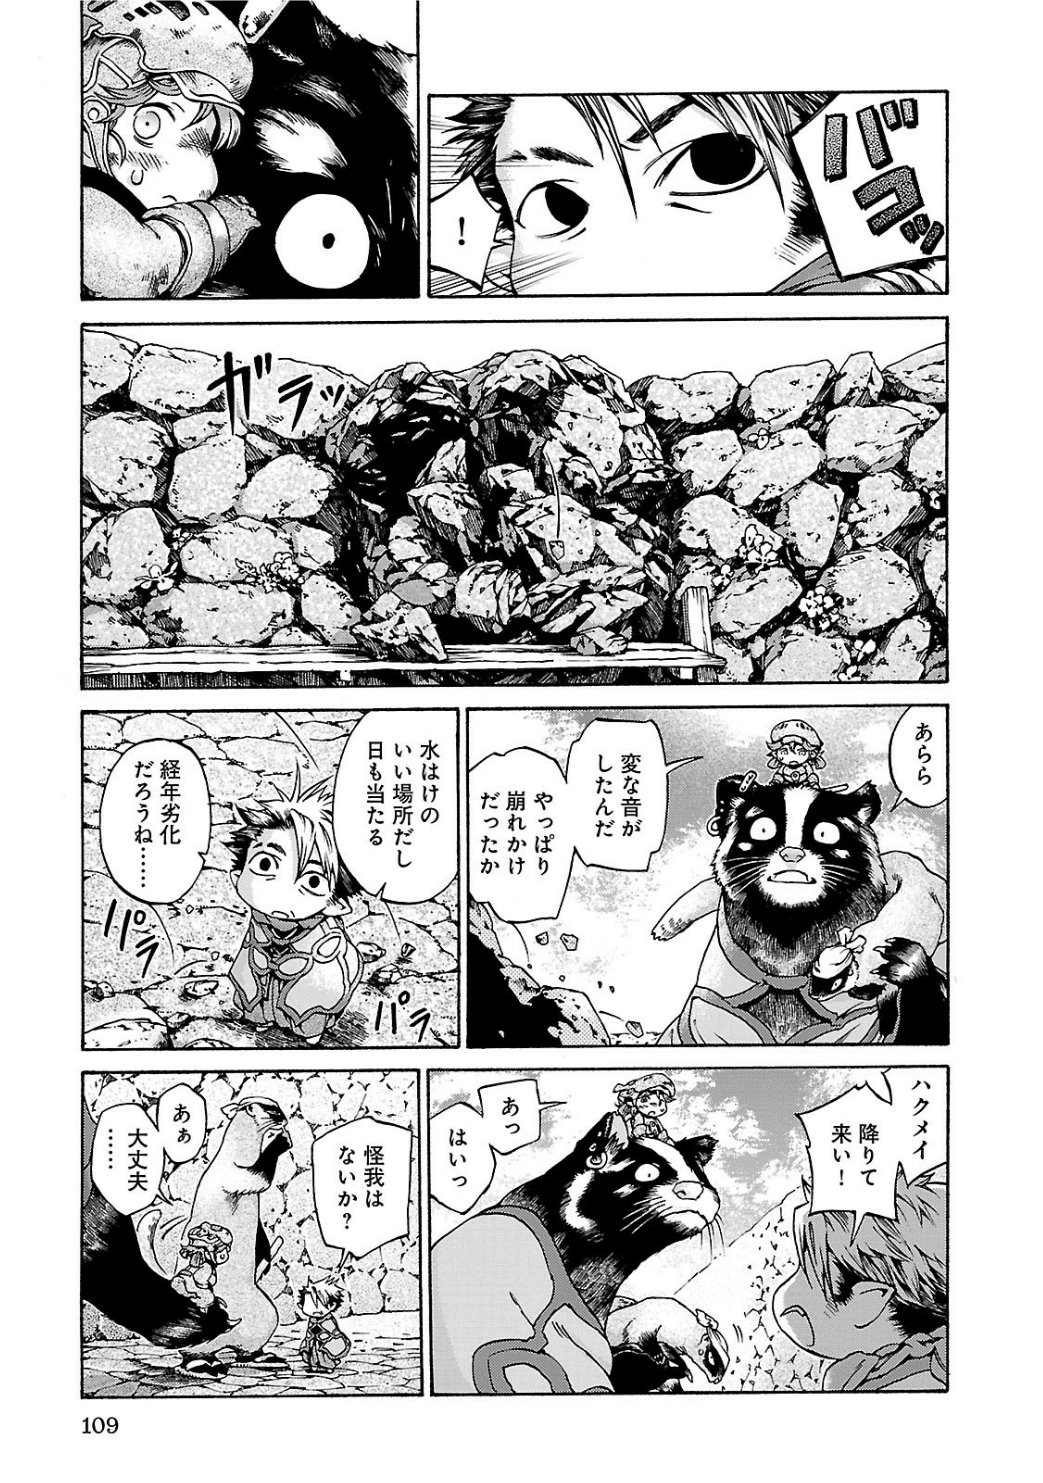 バコッ
！
ガラッ
あらら
変な音が
したんだ
やっぱり
崩れかけ
だったか
水はけの
いい場所だし
日も当たる
経年劣化
だろうね……
パラ
パラ
ハクメイ
降りて
来い！
あっ
はいっ
怪我は
ないか？
あぁ
大丈夫
……
109